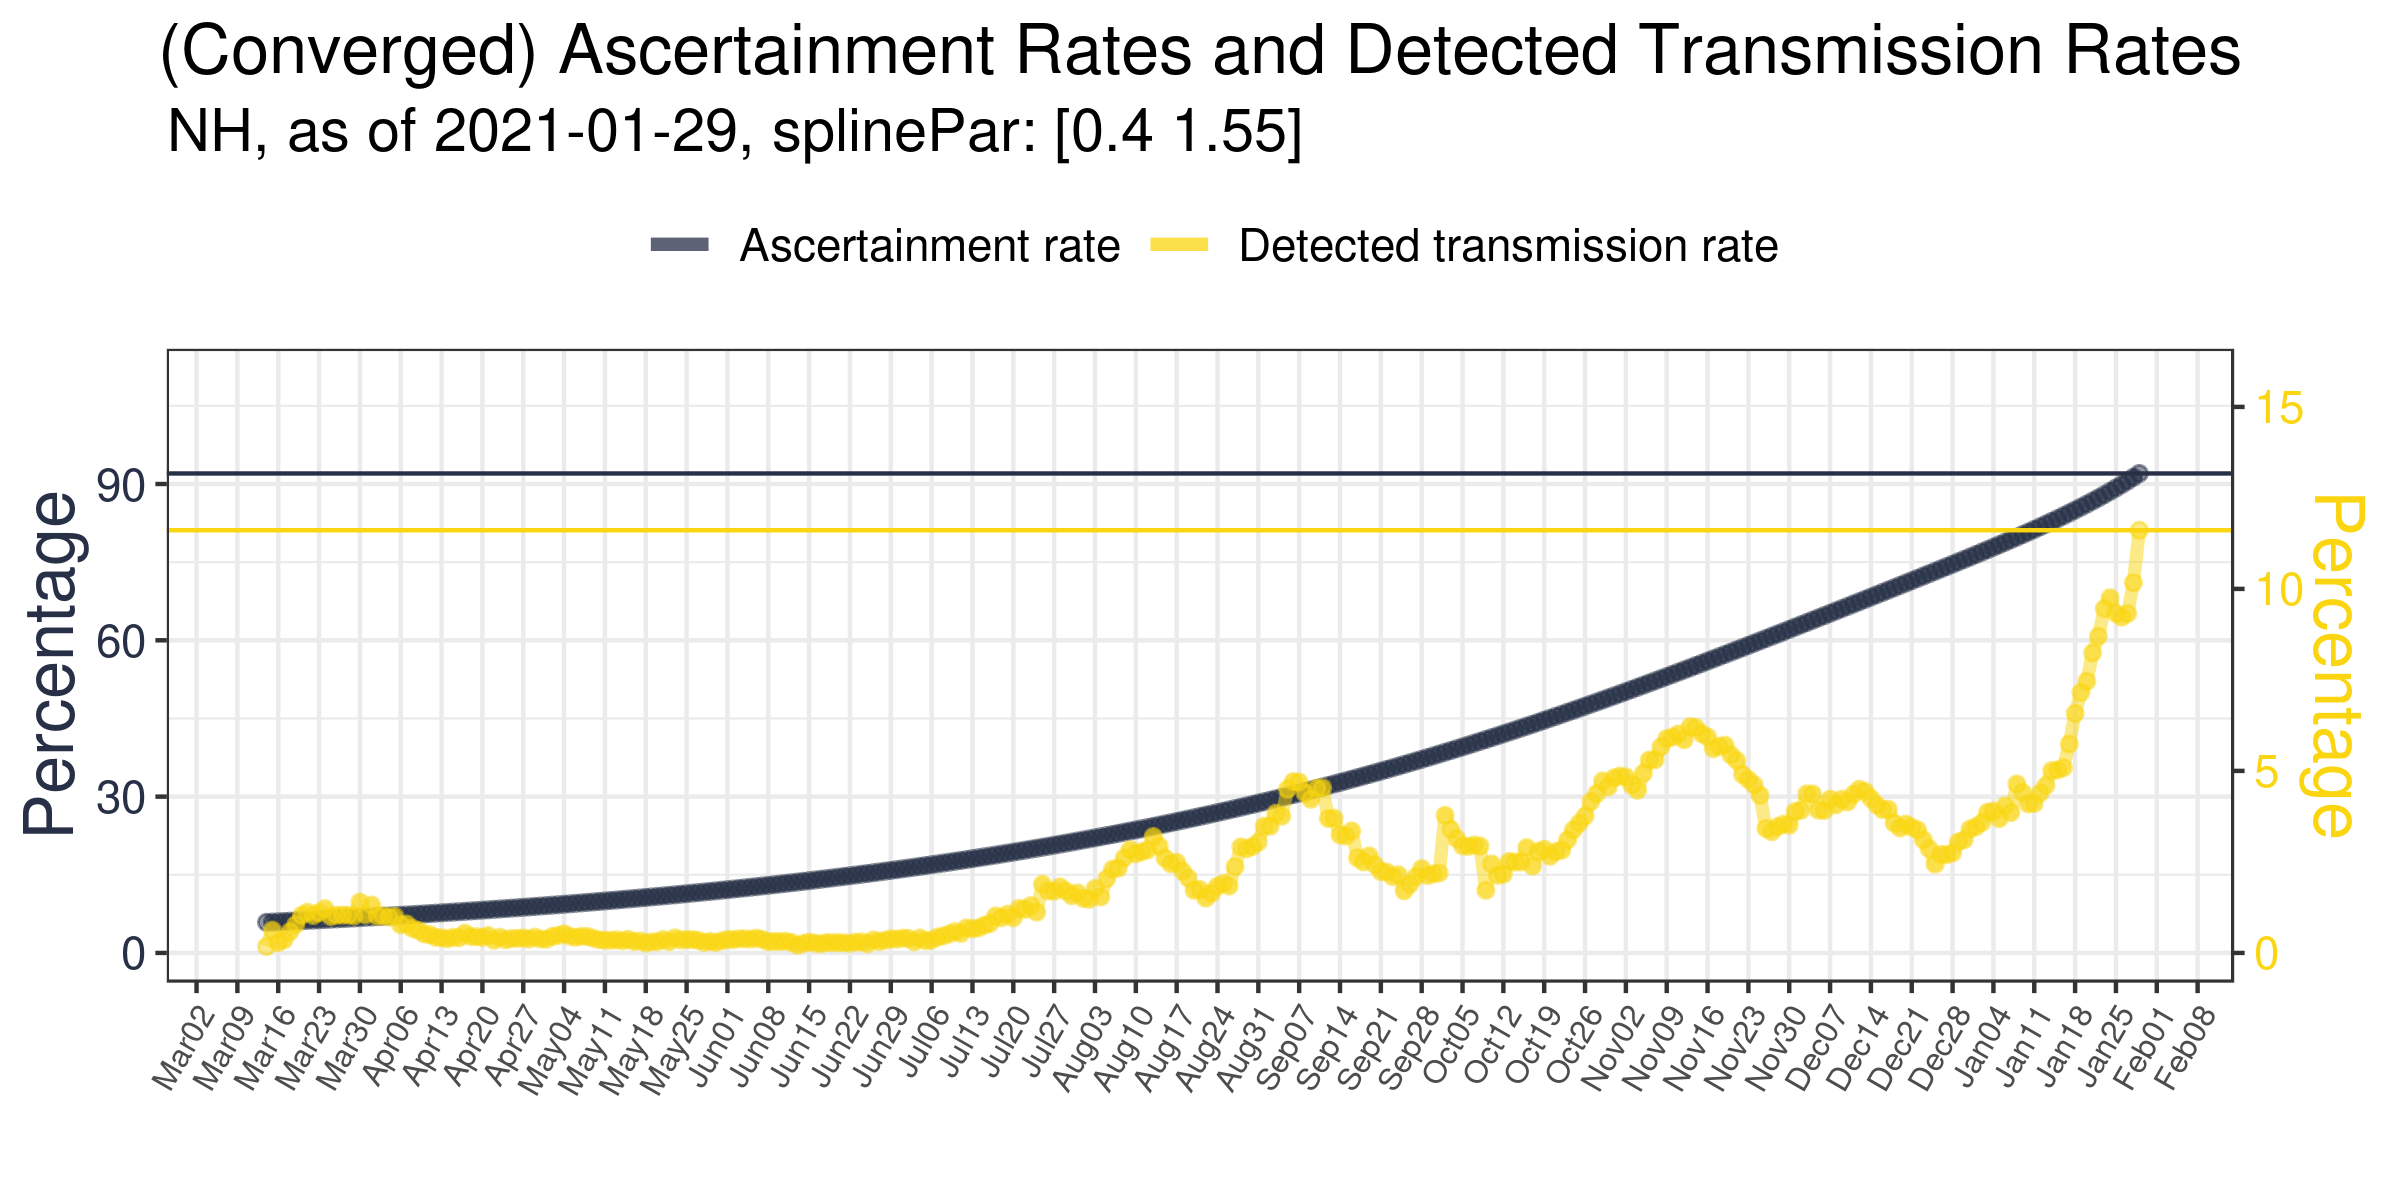 (Converged) Ascertainment Rates and Detected Transmission Rates
NH, as of 2021-01-29, splinePar: [0.4 1.55]
Ascertainment rate Detected transmission rate
Percentage
90
60
30
0
15
10
5
0
Percentage
Mar02 Mar09 Mar16 Mar23 Mar30 Apr06 Apr13 Apr20 Apr27 May04 May11 May18 May25 Jun01 Jun08 Jun15 Jun22 Jun29 Jul06 Jul13 Jul20 Jul27 Aug03 Aug10 Aug17 Aug24 Aug31 Sep07 Sep14 Sep21 Sep28 Oct05 Oct12 Oct19 Oct26 Nov02 Nov09 Nov16 Nov23 Nov30 Dec07 Dec14 Dec21 Dec28 Jan04 Jan11 Jan18 Jan25 Feb01 Feb08